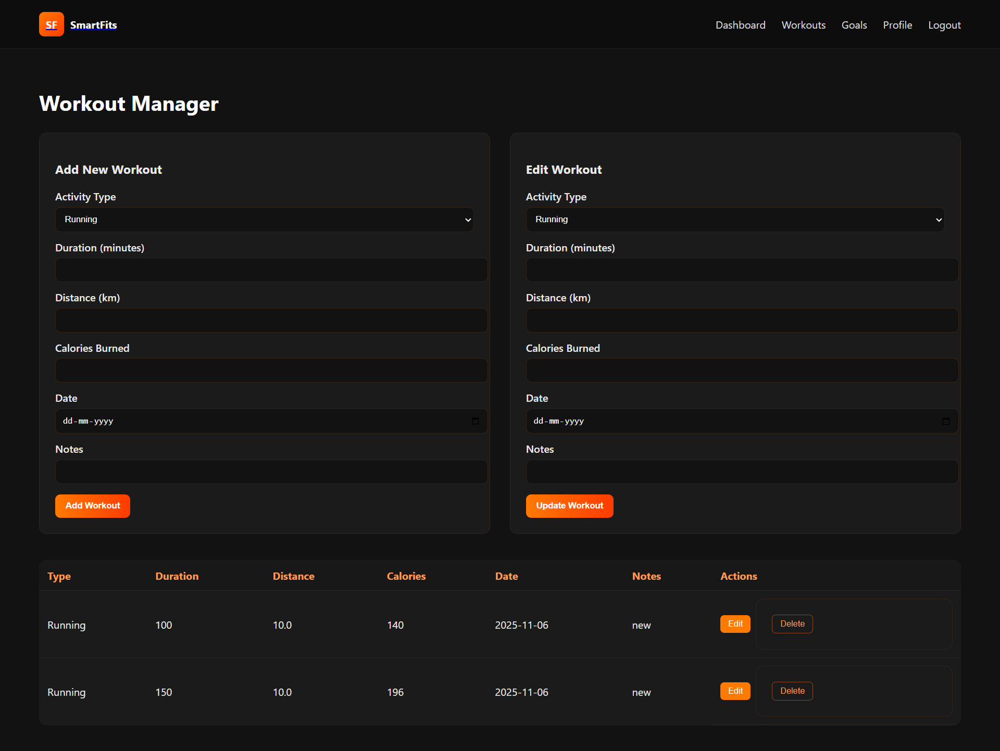 SF SmartFits Dashboard Workouts Goals Profile Logout
Workout Manager
Add New Workout
Activity Type
Running
Duration (minutes)
Distance (km)
Calories Burned
Date
dd-mm-yyyy
Notes
Add Workout
Edit Workout
Activity Type
Running
Duration (minutes)
Distance (km)
Calories Burned
Date
dd-mm-yyyy
Notes
Update Workout
Type Duration Distance Calories Date Notes Actions
Running 100 10.0 140 2025-11-06 new Edit Delete
Running 150 10.0 196 2025-11-06 new Edit Delete